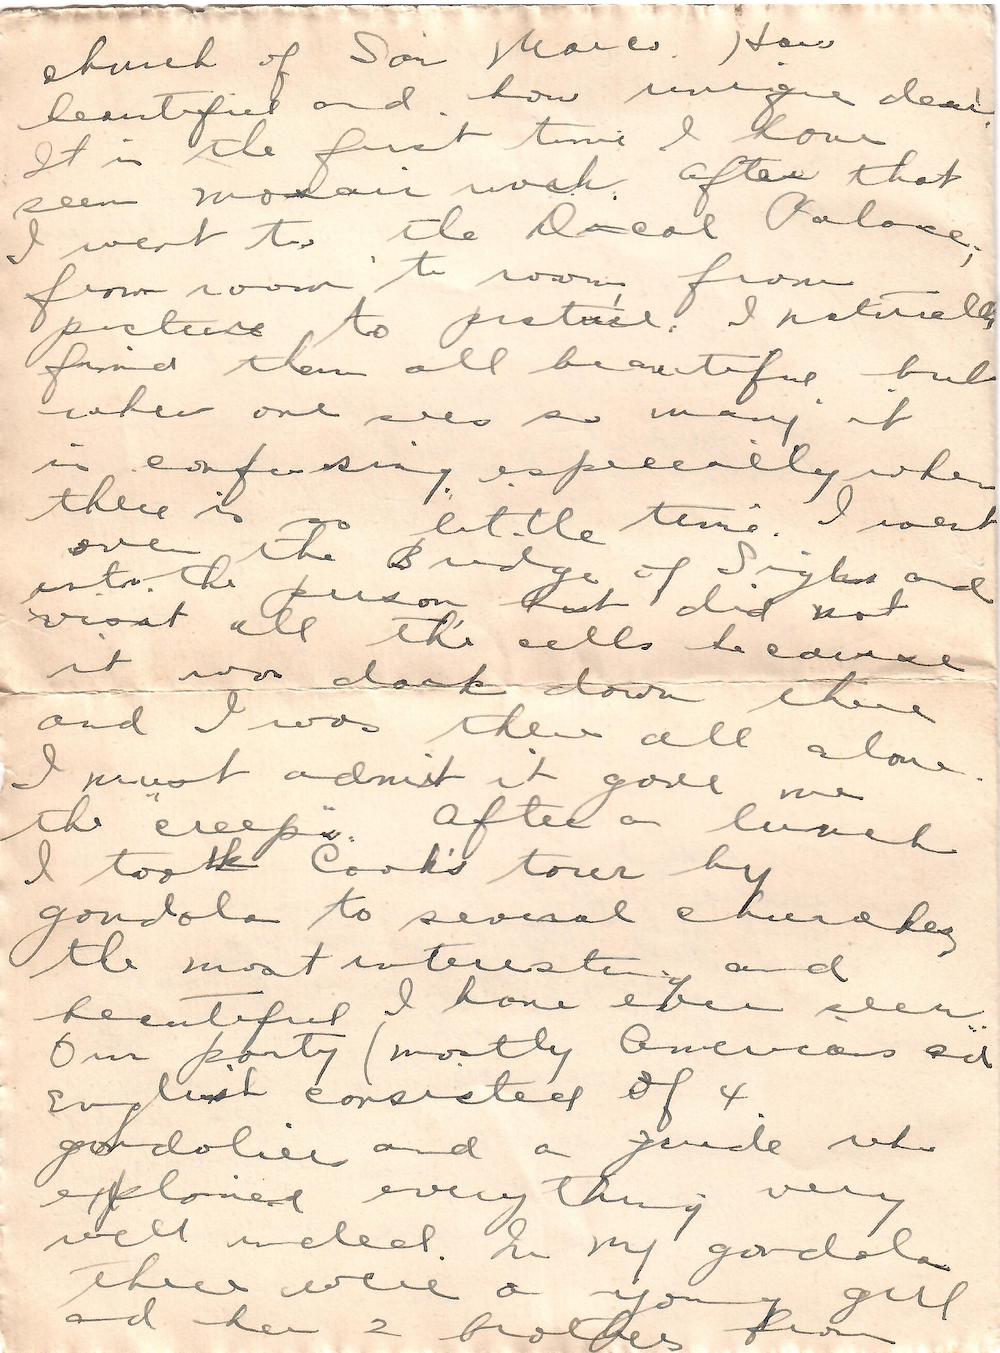 church of San Marco. How
beautiful and how unique dear.
It is the first time I have
seen mosaic work. After that
I went to the Ducal Palace,
from room to room, from
picture to picture. I naturally
find them all beautiful but
when one sees so many it
is confusing, especially when
there is so little time. I went
over the Bridge of Sighs and
into the prison but did not
visit all the cells because
it was dark down there
and I was there all alone.
I must admit it gave me
the "creeps". After a lunch
I took Cook's tour by
gondola to several churches,
the most interesting and
beautiful I have ever seen.
Our party (mostly Americans ad
English consisted of 4
gondolier and a guide who
explained everything very
well indeed. In my gondola
there were a young girl
ad her 2 brothers from